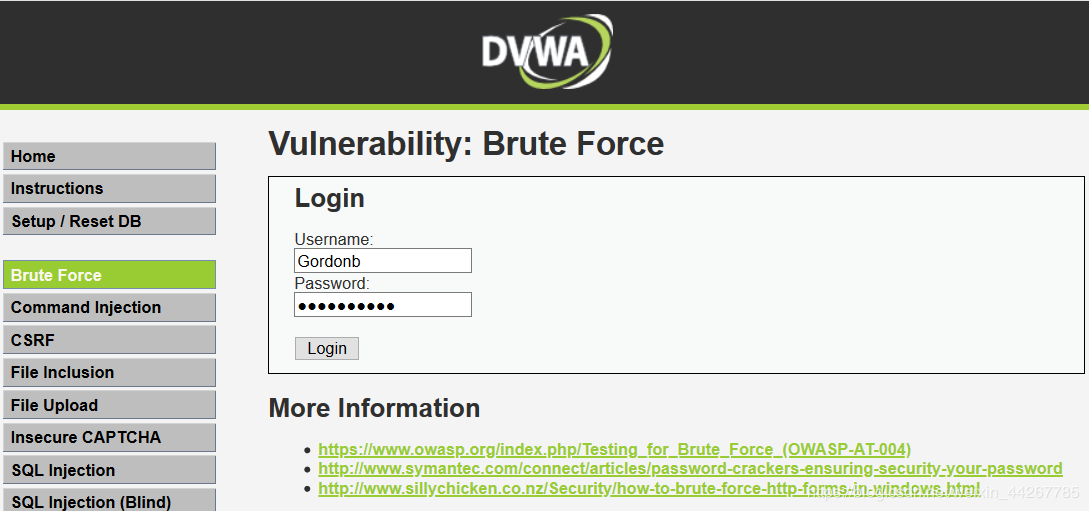 DVWA
Vulnerability: Brute Force
Home
Instructions
Setup / Reset DB
Brute Force
Command Injection
CSRF
File Inclusion
File Upload
Insecure CAPTCHA
SQL Injection
SQL Injection (Blind)
Login
Username:
Gordonb
Password:
●●●●●●●●●●
Login
More Information
https://www.owasp.org/index.php/Testing_for_Brute_Force_(OWASP-AT-004)
http://www.symantec.com/connect/articles/password-crackers-ensuring-security-your-password
http://www.sillychicken.co.nz/Security/how-to-brute-force-http-forms-in-windows.html
https://blog.csdn.net/weixin_44267785